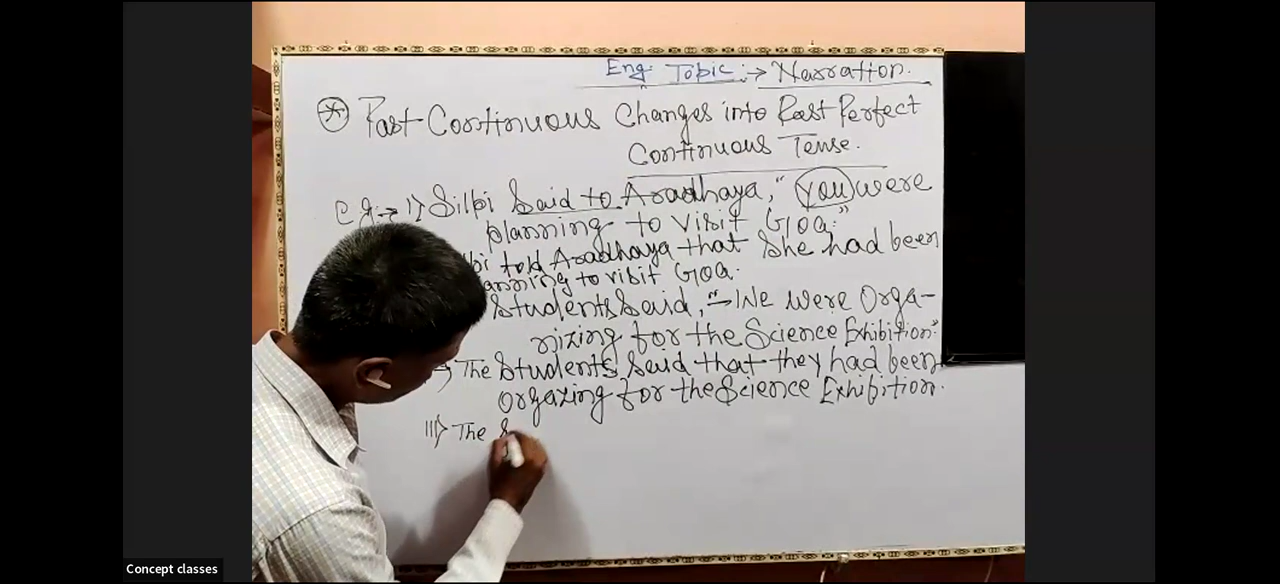 Eng. Topic :→ Narration.
Past Continuous Changes into Past Perfect
Continuous Tense.
e.g:→ i) Silpi Said to Aradhaya, "You were
planning to visit Goa."
told Aradhaya that She had been
to visit Goa.
Students Said, "We were Orga-
nizing for the Science Exhibition."
→ The Students Said that they had been
orgazing for the Science Exhibition.
iii) The S
Concept classes